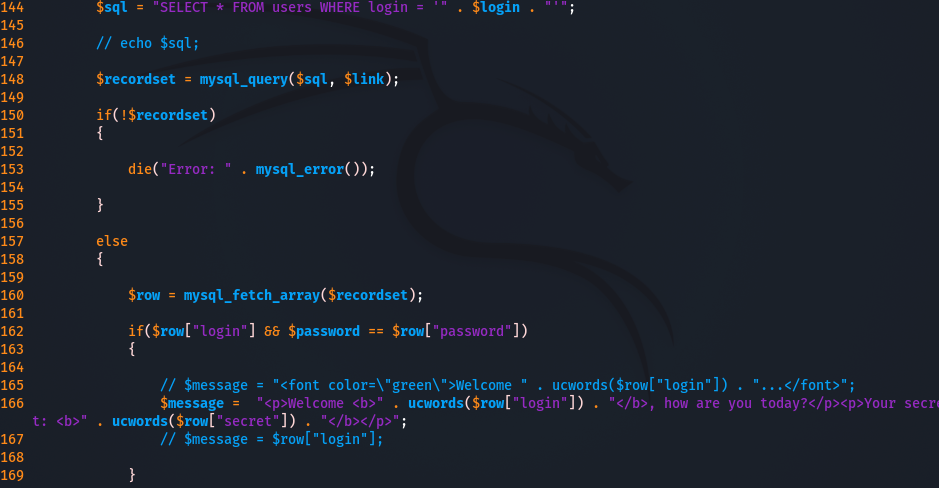 144         $sql = "SELECT * FROM users WHERE login = '" . $login . "'";
145
146         // echo $sql;
147
148         $recordset = mysql_query($sql, $link);
149
150         if(!$recordset)
151         {
152
153             die("Error: " . mysql_error());
154
155         }
156
157         else
158         {
159
160             $row = mysql_fetch_array($recordset);
161
162             if($row["login"] && $password == $row["password"])
163             {
164
165                 // $message = "<font color=\"green\">Welcome " . ucwords($row["login"]) . "...</font>";
166                 $message =  "<p>Welcome <b>" . ucwords($row["login"]) . "</b>, how are you today?</p><p>Your secre
t: <b>" . ucwords($row["secret"]) . "</b></p>";
167                 // $message = $row["login"];
168
169             }